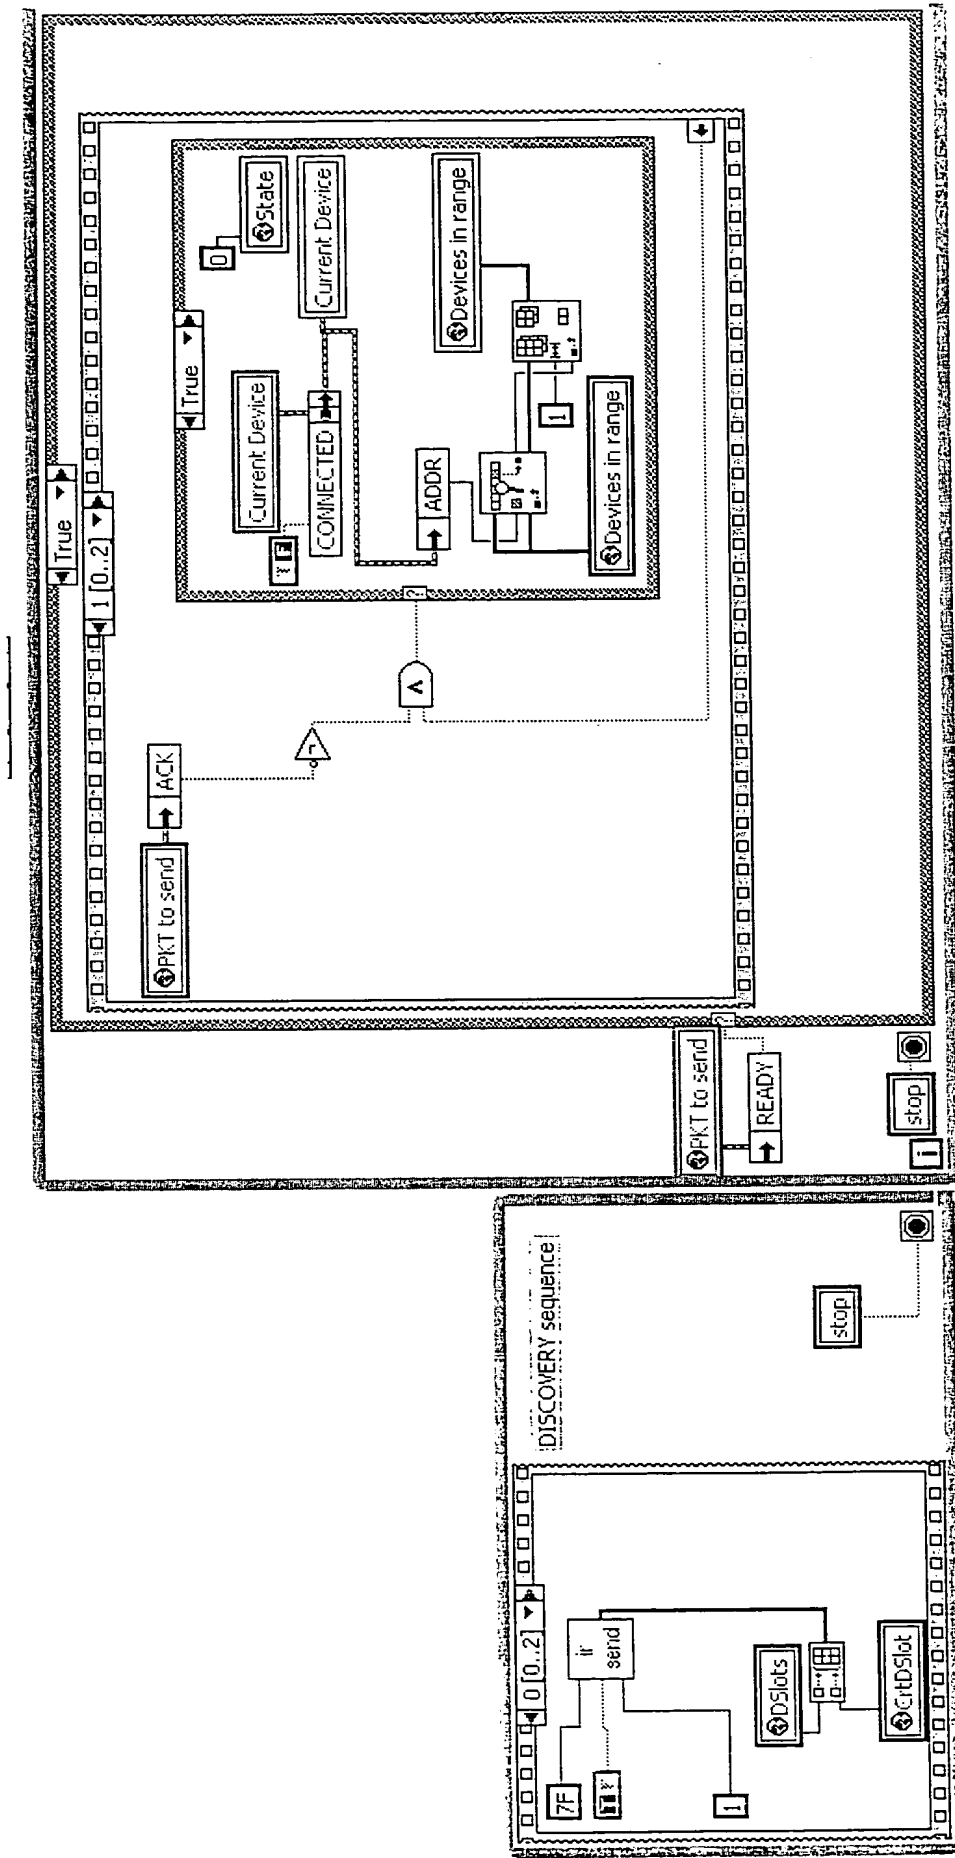 True
1 [0..2]
PKT to send
ACK
True
Current Device
CONNECTED
0
State
Current Device
ADDR
1
Devices in range
Devices in range
PKT to send
READY
stop
i
DISCOVERY sequence
0 [0..2]
7F
ir
send
1
DSlots
CrtDSlot
stop